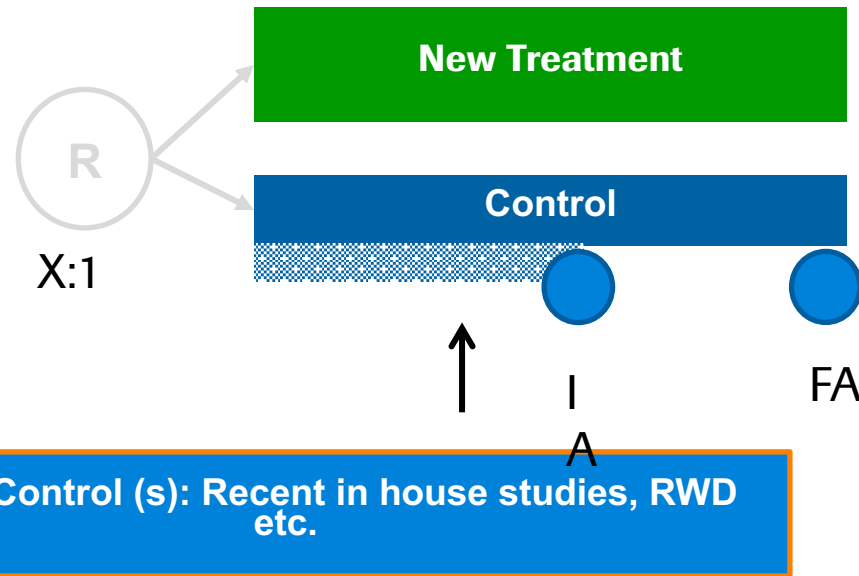 New Treatment
R
Control
X:1
I
A
FA
Control (s): Recent in house studies, RWD
etc.